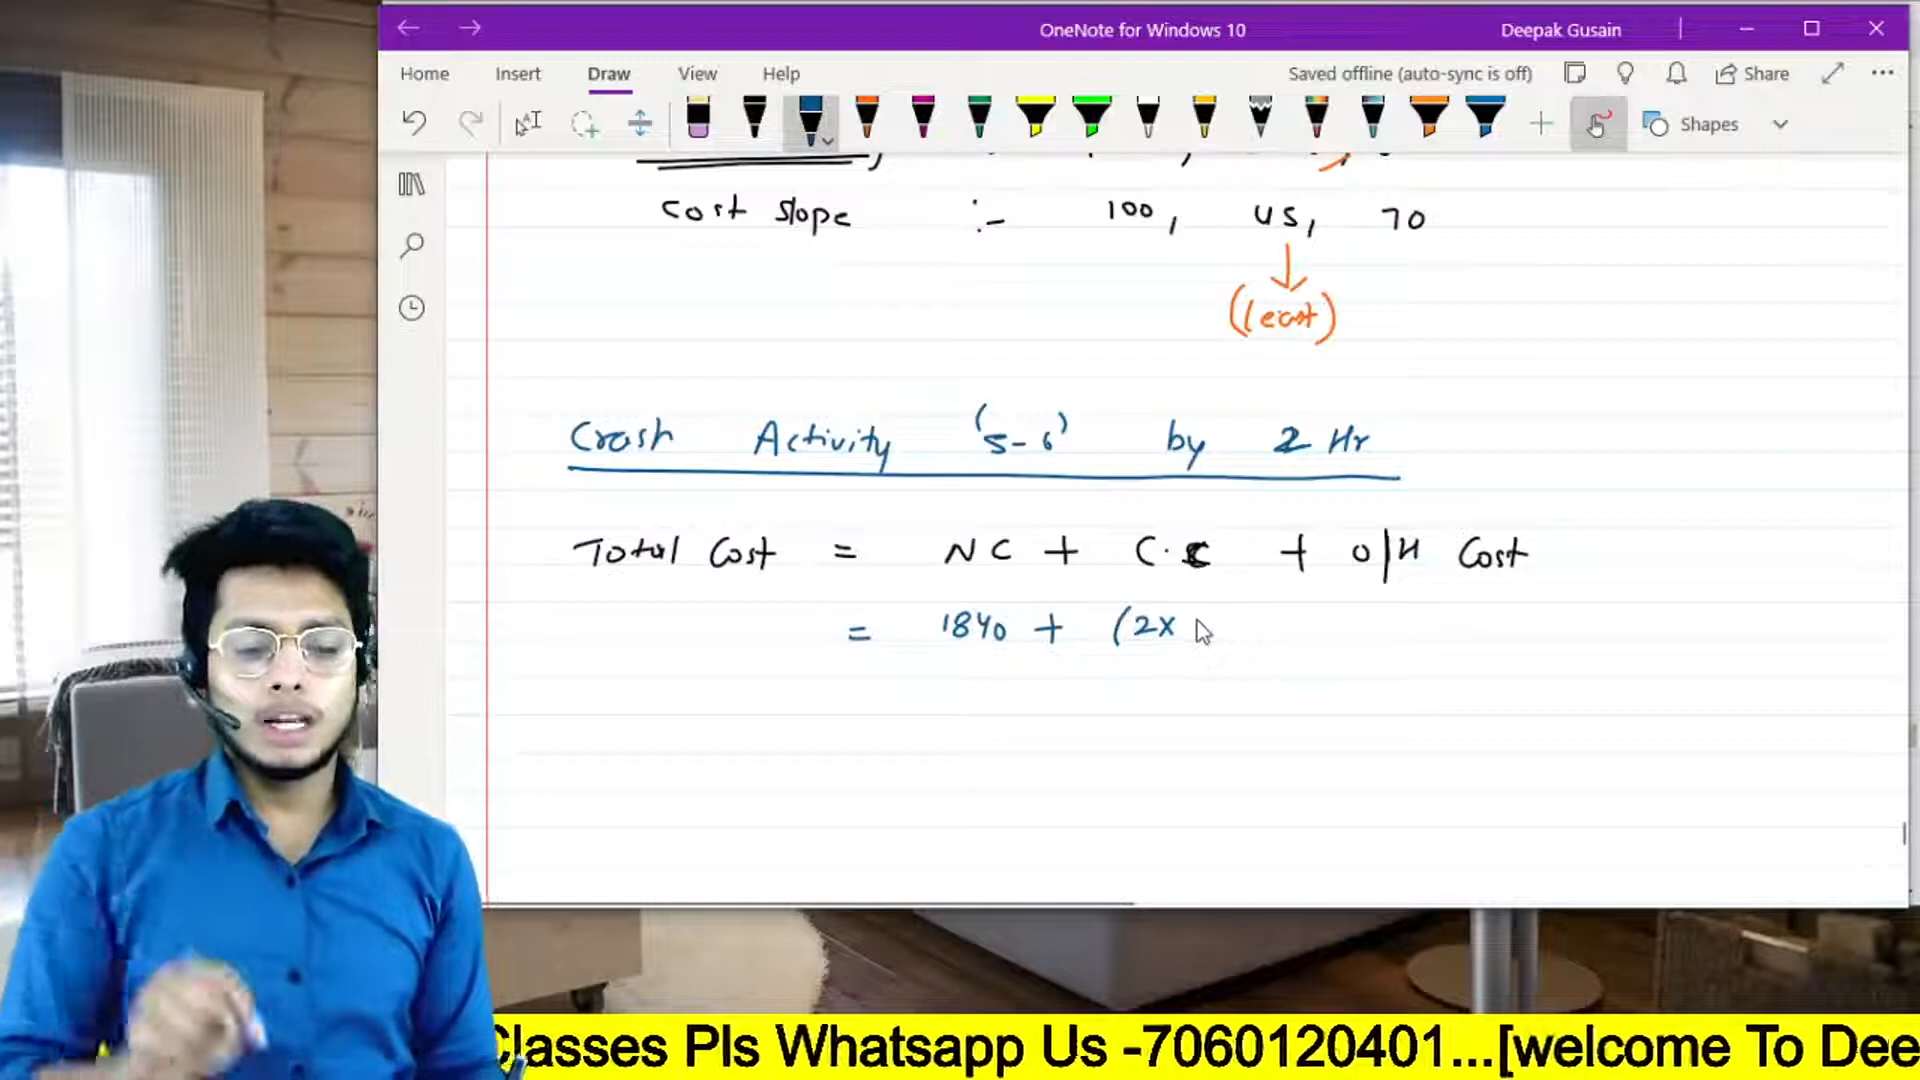 OneNote for Windows 10 Deepak Gusain
Home Insert Draw View Help Saved offline (auto-sync is off) Share
Shapes
Cost slope :- 100, 45, 70
(least)
Crash Activity (5-6) by 2 Hr
Total Cost = NC + C.C + O/H Cost
= 1840 + (2x
Classes Pls Whatsapp Us -7060120401...[welcome To Dee